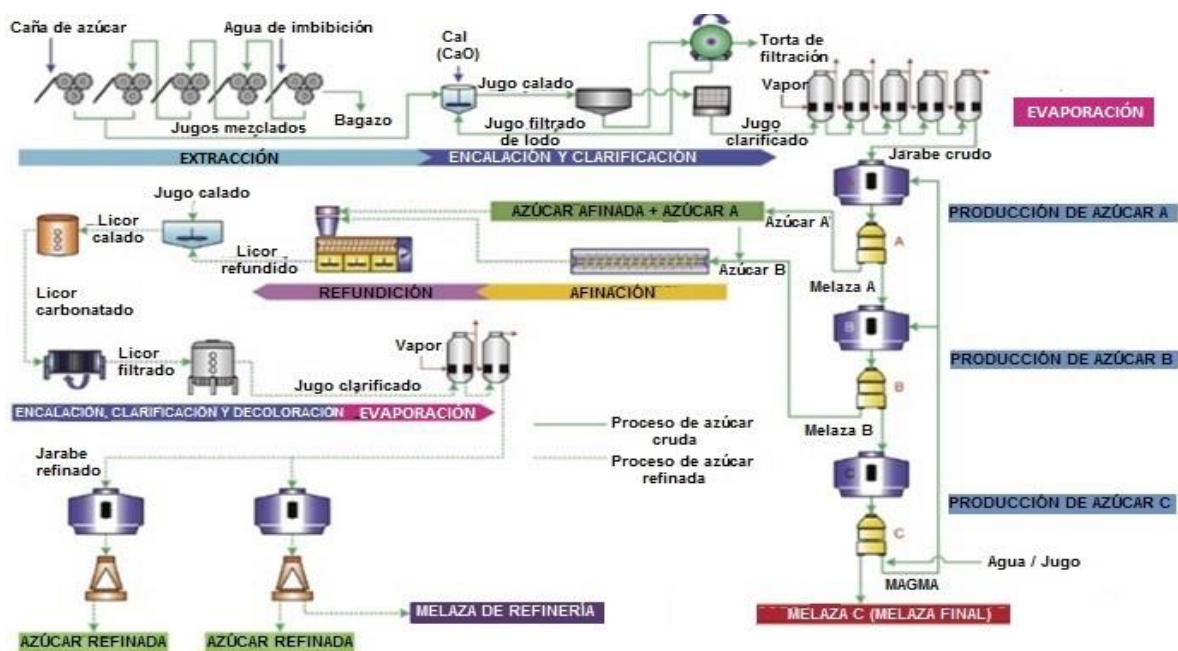 Caña de azúcar
Agua de imbibición
Cal
(CaO)
Torta de
filtración
Jugo calado
Vapor
EVAPORACIÓN
Bagazo
Jugos mezclados
Jugo filtrado
de lodo
Jugo
clarificado
Jarabe crudo
EXTRACCIÓN
ENCALACIÓN Y CLARIFICACIÓN
Jugo calado
Licor
calado
AZÚCAR AFINADA + AZÚCAR A
Azúcar A
PRODUCCIÓN DE AZÚCAR A
A
Licor
refundido
Azúcar B
Melaza A
REFUNDICIÓN
AFINACIÓN
Licor
carbonatado
B
Licor
filtrado
Vapor
PRODUCCIÓN DE AZÚCAR B
Jugo clarificado
B
ENCALACIÓN, CLARIFICACIÓN Y DECOLORACIÓN
EVAPORACIÓN
Melaza B
Proceso de azúcar
cruda
Jarabe
refinado
Proceso de azúcar
refinada
C
PRODUCCIÓN DE AZÚCAR C
C
Agua / Jugo
MAGMA
MELAZA DE REFINERÍA
MELAZA C (MELAZA FINAL)
AZÚCAR REFINADA
AZÚCAR REFINADA